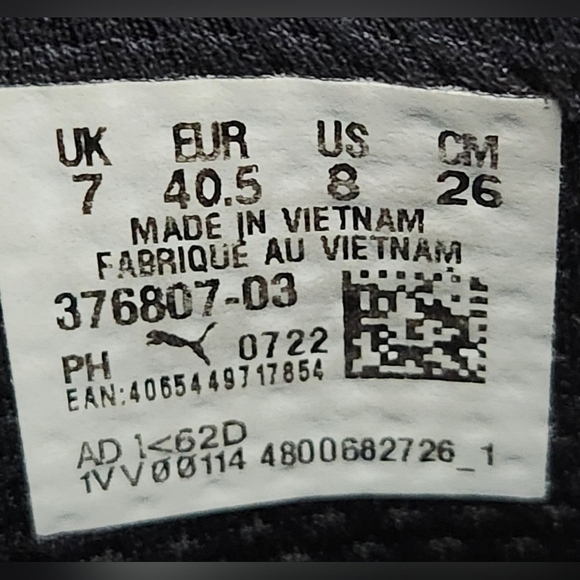 UK EUR US CM
7 40.5 8 26
MADE IN VIETNAM
FABRIQUÉ AU VIETNAM
376807-03
PH 0722
EAN:4065449717854
AD 1<62D
1VV00114 4800682726_1